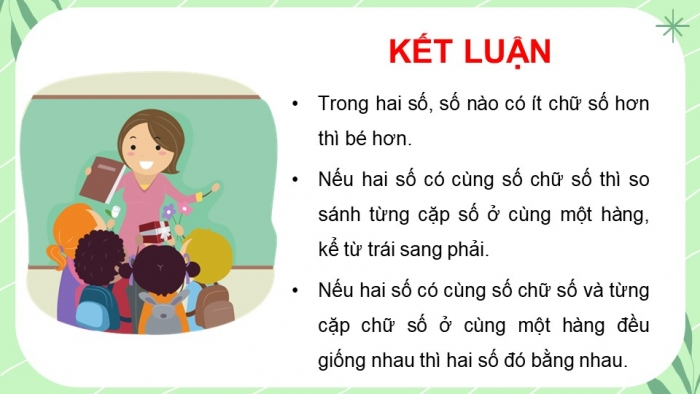 KẾT LUẬN
• Trong hai số, số nào có ít chữ số hơn
thì bé hơn.
• Nếu hai số có cùng số chữ số thì so
sánh từng cặp số ở cùng một hàng,
kể từ trái sang phải.
• Nếu hai số có cùng số chữ số và từng
cặp chữ số ở cùng một hàng đều
giống nhau thì hai số đó bằng nhau.